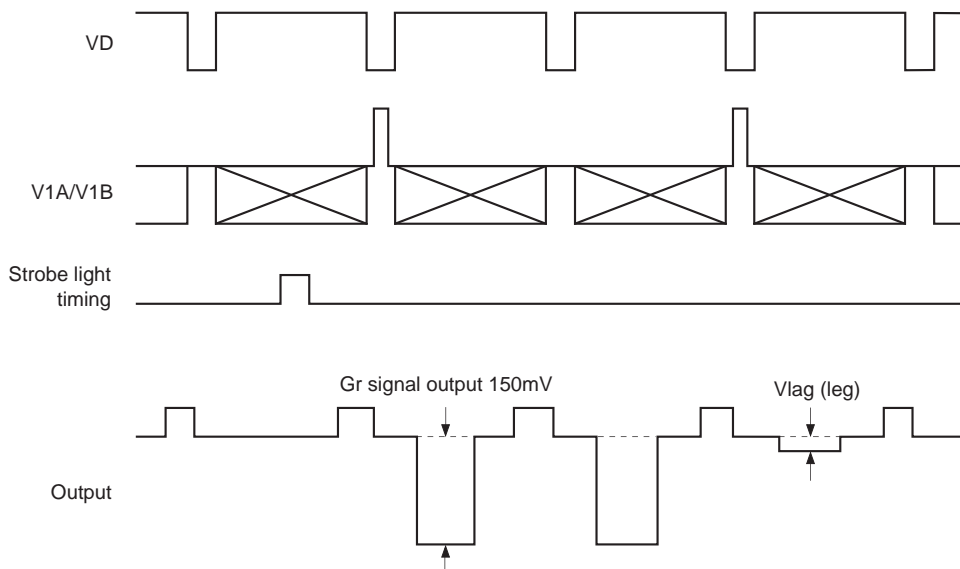 VD
V1A/V1B
Strobe light
timing
Gr signal output 150mV
Vlag (leg)
Output